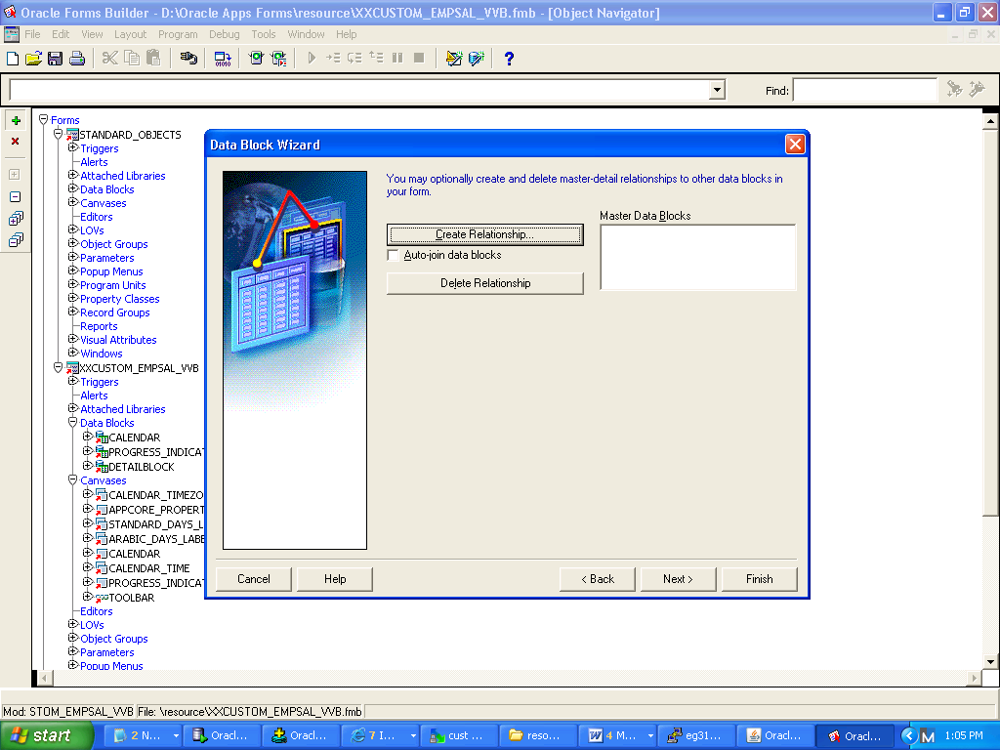 Oracle Forms Builder - D:\Oracle Apps Forms\resource\XXCUSTOM_EMPSAL_VVB.fmb - [Object Navigator]
File Edit View Layout Program Debug Tools Window Help
Find:
Forms
STANDARD_OBJECTS
Triggers
Alerts
Attached Libraries
Data Blocks
Canvases
Editors
LOVs
Object Groups
Parameters
Popup Menus
Program Units
Property Classes
Record Groups
Reports
Visual Attributes
Windows
XXCUSTOM_EMPSAL_VVB
Triggers
Alerts
Attached Libraries
Data Blocks
CALENDAR
PROGRESS_INDICAT
DETAILBLOCK
Canvases
CALENDAR_TIMEZO
APPCORE_PROPERT
STANDARD_DAYS_L
ARABIC_DAYS_LABE
CALENDAR
CALENDAR_TIME
PROGRESS_INDICAT
TOOLBAR
Editors
LOVs
Object Groups
Parameters
Popup Menus
Data Block Wizard
You may optionally create and delete master-detail relationships to other data blocks in
your form.
Create Relationship...
Auto-join data blocks
Delete Relationship
Master Data Blocks
Cancel Help < Back Next > Finish
Mod: STOM_EMPSAL_VVB File: \resource\XXCUSTOM_EMPSAL_VVB.fmb
start 2 N... Oracl... Oracl... 7 I... cust ... reso... 4 M... eg31... Oracl... Oracl... 1:05 PM